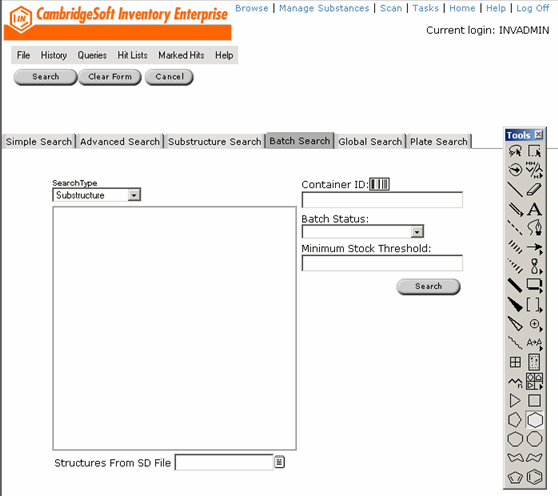 Browse | Manage Substances | Scan | Tasks | Home | Help | Log Off
IN CambridgeSoft Inventory Enterprise
Current login: INVADMIN
File History Queries Hit Lists Marked Hits Help
Search Clear Form Cancel
Simple Search Advanced Search Substructure Search Batch Search Global Search Plate Search
Tools
SearchType
Substructure
Container ID:
Batch Status:
Minimum Stock Threshold:
Search
Structures From SD File
A